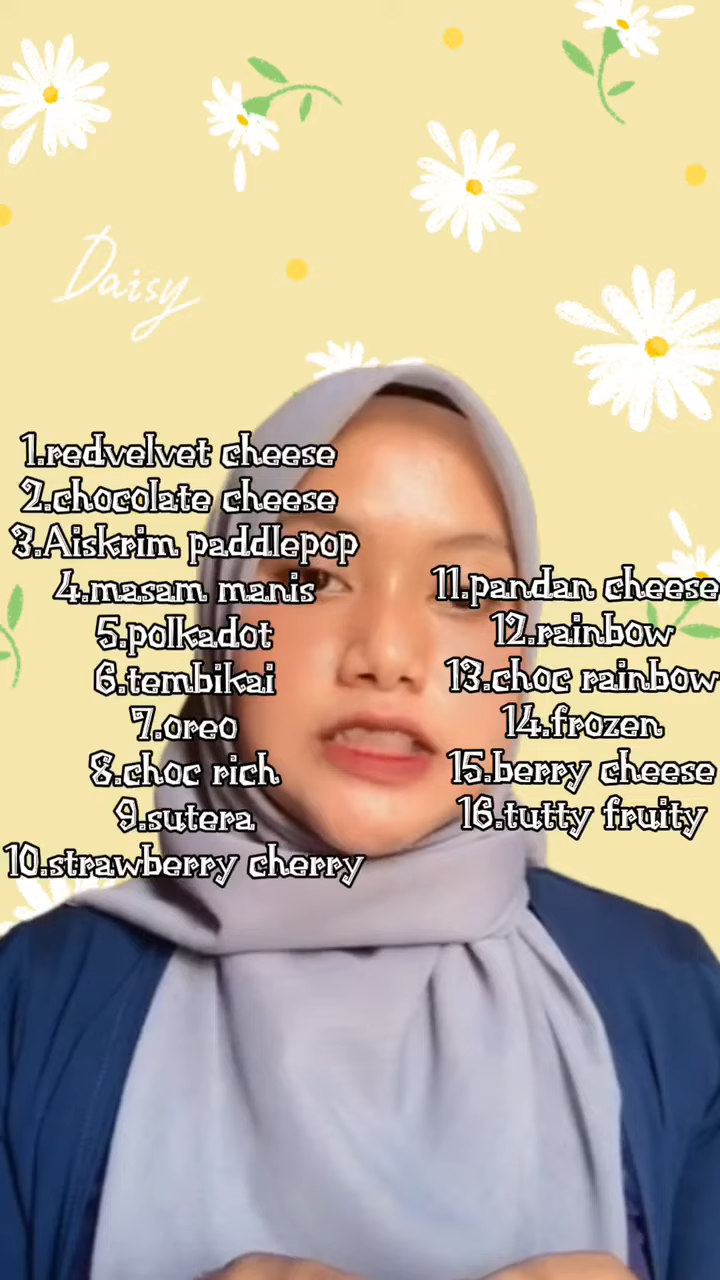 Daisy
1.redvelvet cheese
2.chocolate cheese
3.Aiskrim paddlepop
4.masam manis
5.polkadot
6.tembikai
7.oreo
8.choc rich
9.sutera
10.strawberry cherry
11.pandan cheese
12.rainbow
13.choc rainbow
14.frozen
15.berry cheese
16.tutty fruity